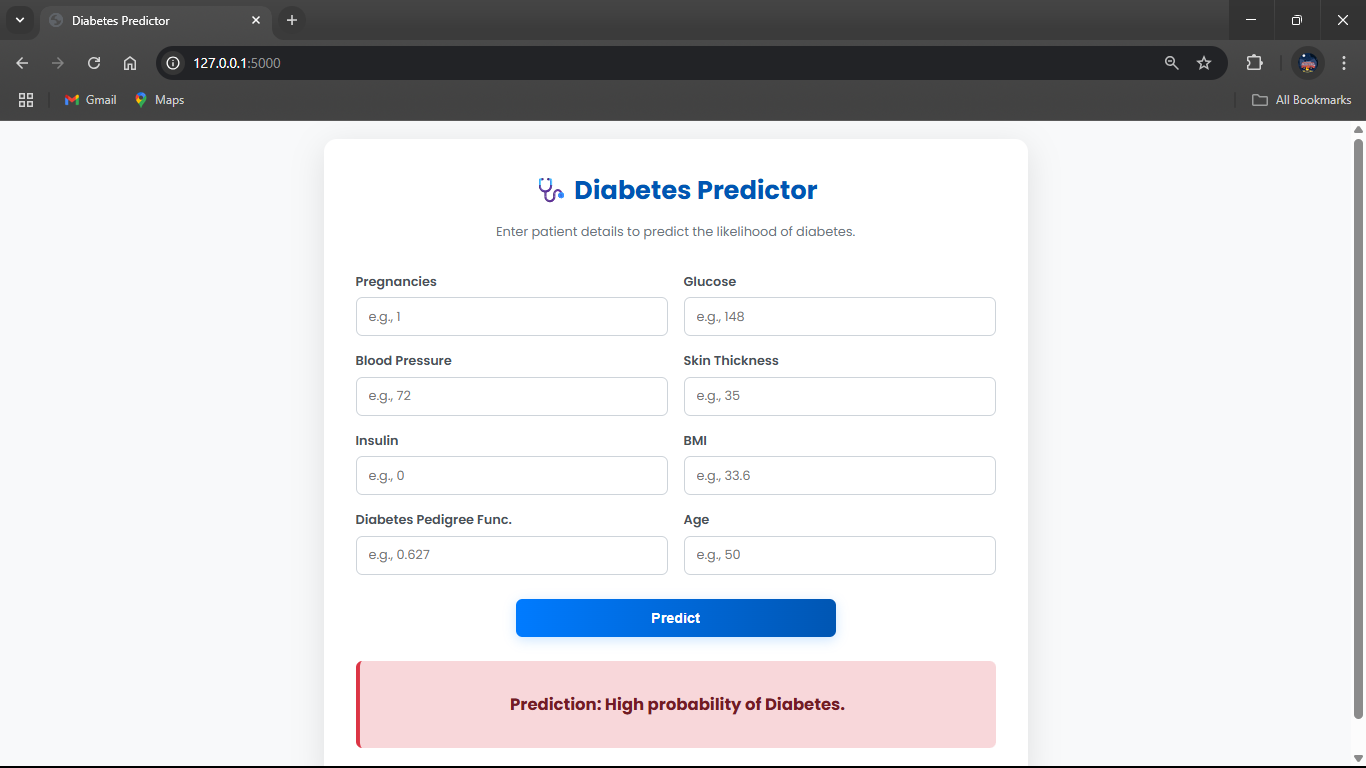 Diabetes Predictor
127.0.0.1:5000
Gmail
Maps
All Bookmarks
Diabetes Predictor
Enter patient details to predict the likelihood of diabetes.
Pregnancies
Glucose
e.g., 1
e.g., 148
Blood Pressure
Skin Thickness
e.g., 72
e.g., 35
Insulin
BMI
e.g., 0
e.g., 33.6
Diabetes Pedigree Func.
Age
e.g., 0.627
e.g., 50
Predict
Prediction: High probability of Diabetes.